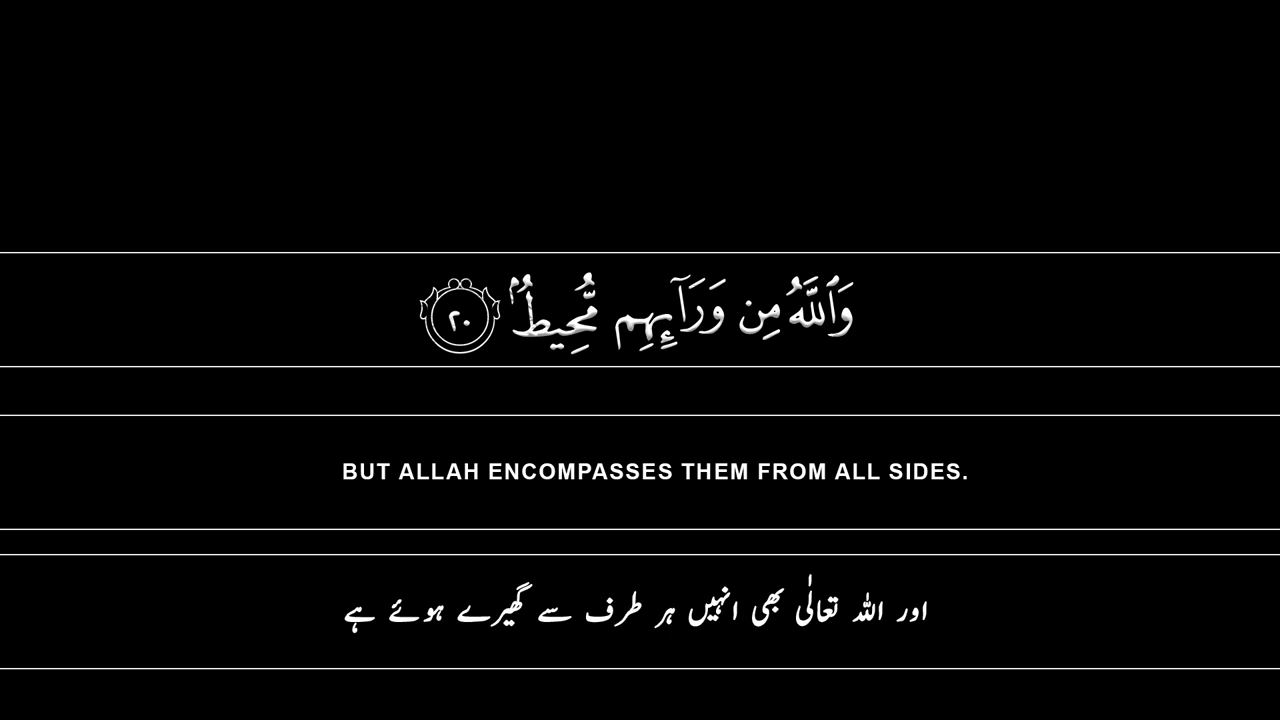 وَٱللَّهُ مِن وَرَآئِهِم مُّحِيطٌۢ ٢٠
BUT ALLAH ENCOMPASSES THEM FROM ALL SIDES.
اور اللہ تعالٰی بھی انہیں ہر طرف سے گھیرے ہوئے ہے